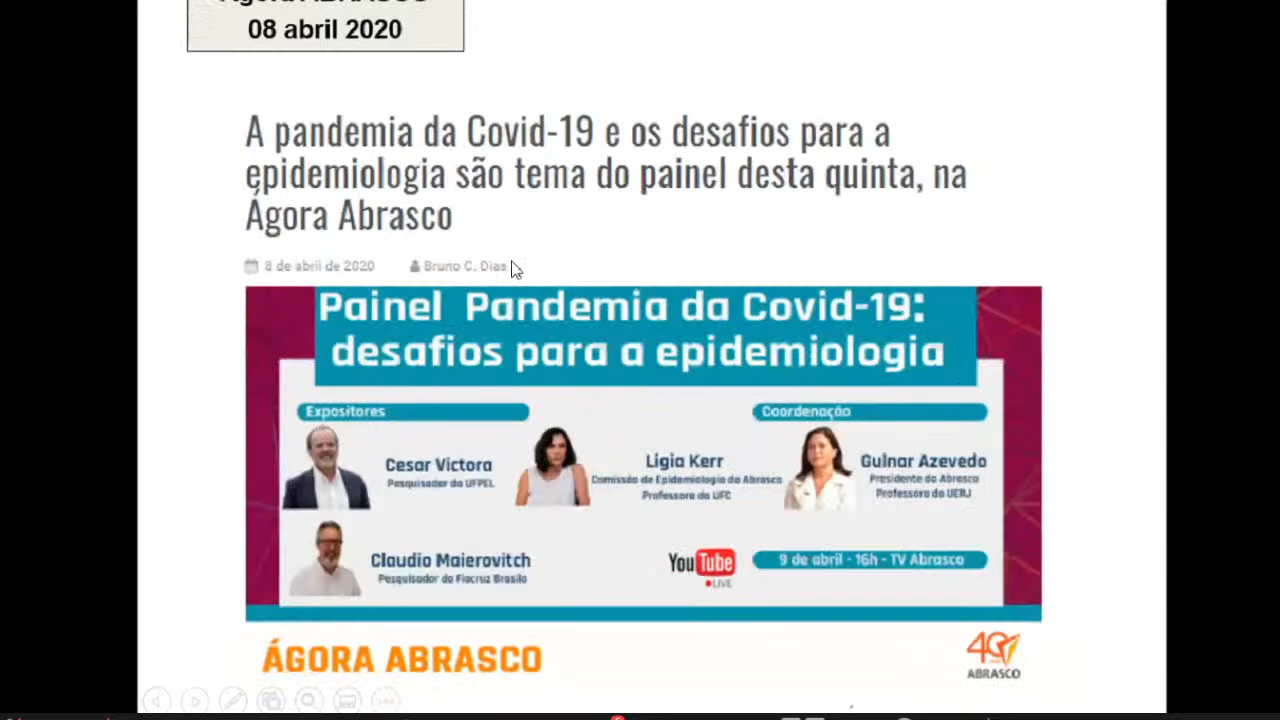 Ágora ABRASCO
08 abril 2020
A pandemia da Covid-19 e os desafios para a
epidemiologia são tema do painel desta quinta, na
Ágora Abrasco
8 de abril de 2020
Bruno C. Dias
Painel Pandemia da Covid-19:
desafios para a epidemiologia
Expositores
Coordenação
Cesar Victora
Pesquisador da UFPEL
Ligia Kerr
Comissão de Epidemiologia da Abrasco
Professora da UFC
Gulnar Azevedo
Presidente da Abrasco
Professora da UERJ
Claudio Maierovitch
Pesquisador da Fiocruz Brasília
YouTube
LIVE
9 de abril - 16h - TV Abrasco
ÁGORA ABRASCO
40
ABRASCO